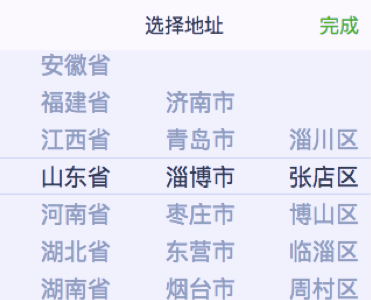 选择地址 完成
安徽省
福建省 济南市
江西省 青岛市 淄川区
山东省 淄博市 张店区
河南省 枣庄市 博山区
湖北省 东营市 临淄区
湖南省 烟台市 周村区